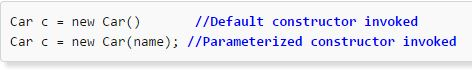 Car c = new Car()       //Default constructor invoked
Car c = new Car(name); //Parameterized constructor invoked